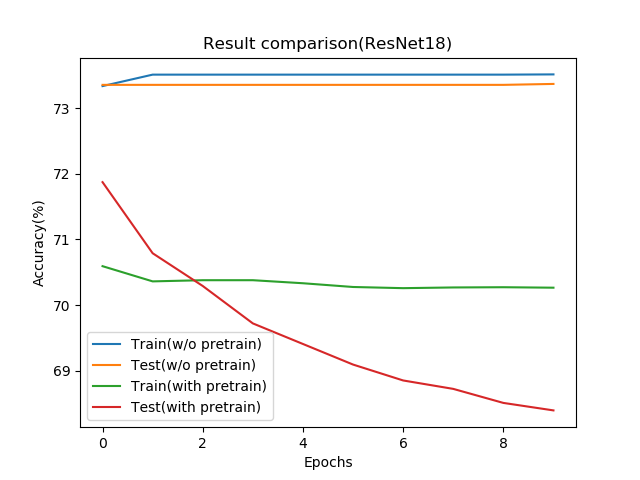 Result comparison(ResNet18)
73
72
71
70
69
Accuracy(%)
Train(w/o pretrain)
Test(w/o pretrain)
Train(with pretrain)
Test(with pretrain)
0 2 4 6 8
Epochs